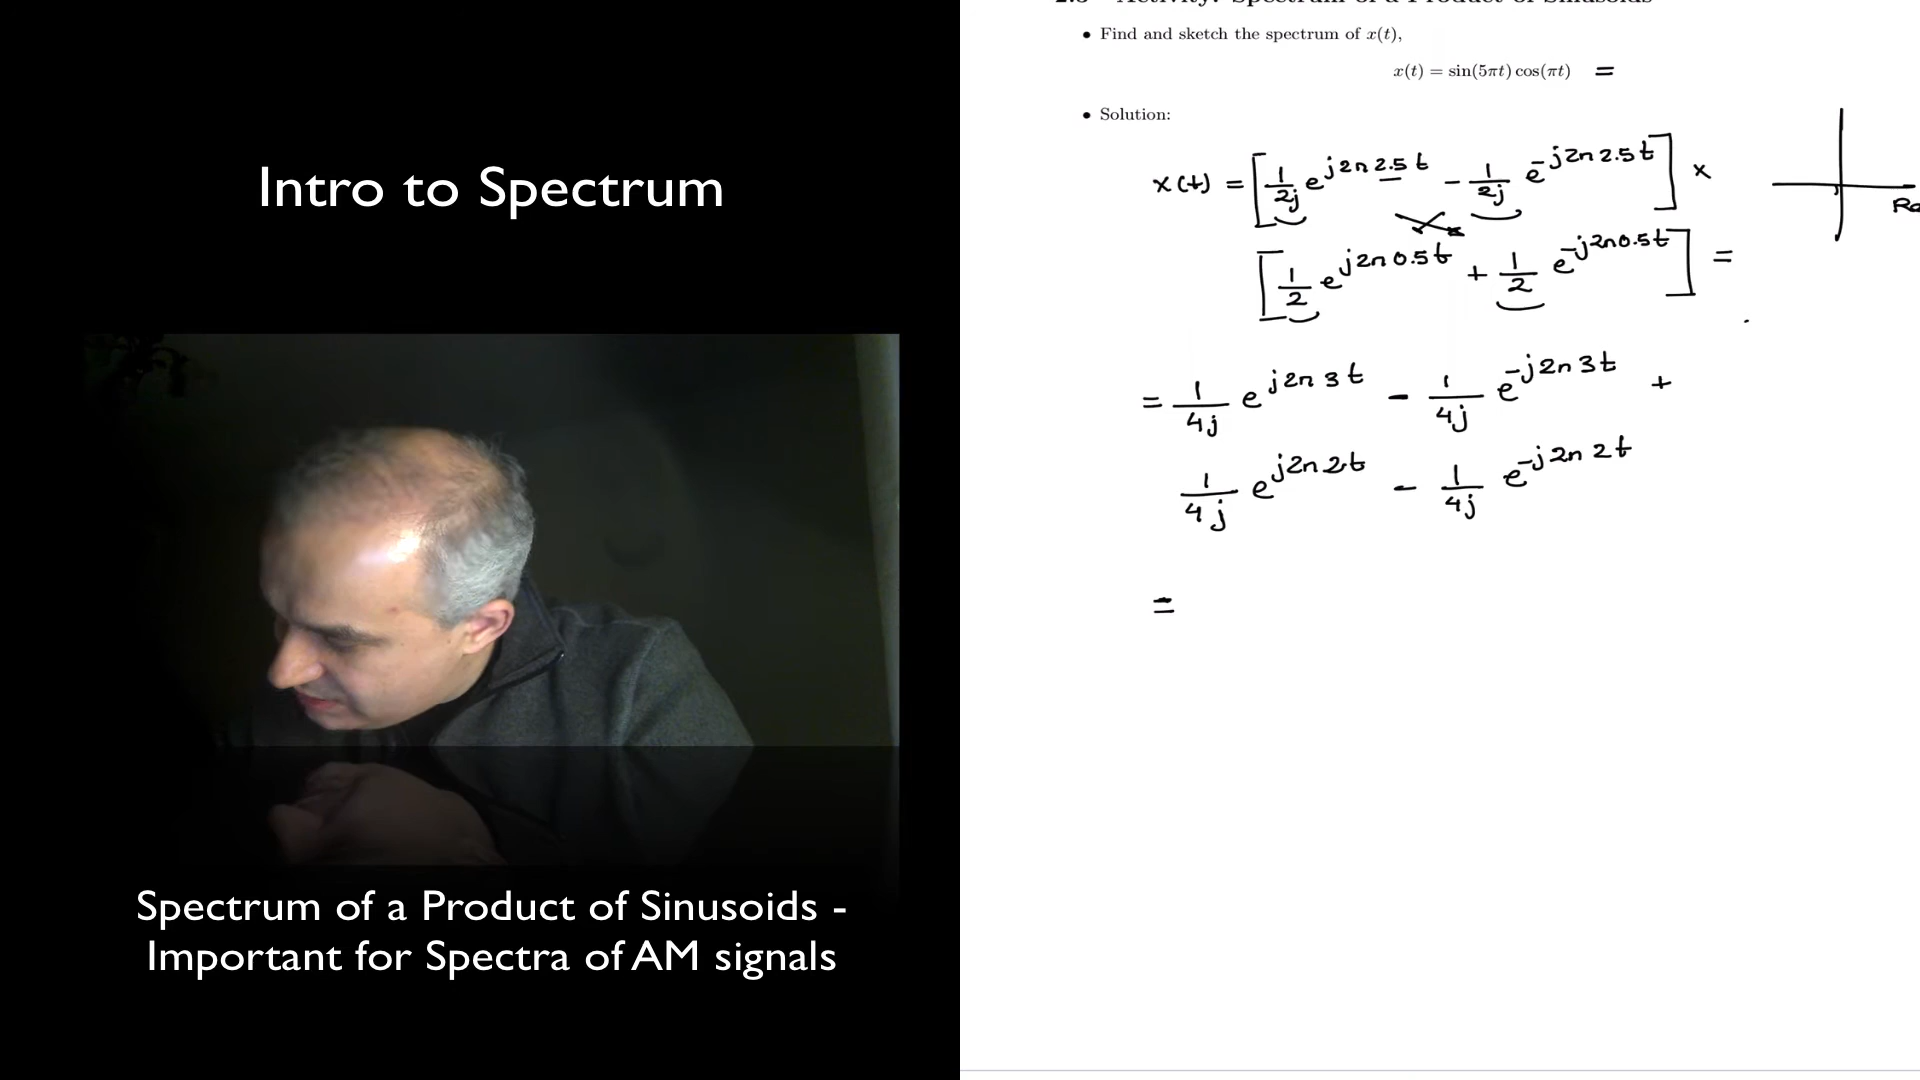 Intro to Spectrum
Spectrum of a Product of Sinusoids -
Important for Spectra of AM signals
• Find and sketch the spectrum of x(t),
x(t) = sin(5πt) cos(πt) =
• Solution:
x(t) = [1/2j e^j2π2.5t - 1/2j e^-j2π2.5t] x
[1/2 e^j2π0.5t + 1/2 e^-j2π0.5t] =
= 1/4j e^j2π3t - 1/4j e^-j2π3t +
1/4j e^j2π2t - 1/4j e^-j2π2t
=